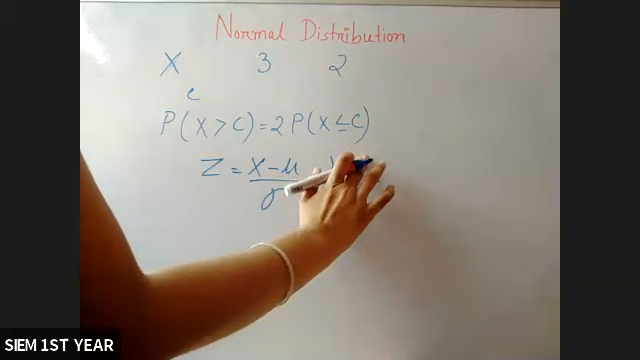 Normal Distribution
X 3 2
c
P(X > C) = 2P(X ≤ C)
Z = X - μ
σ
SIEM 1ST YEAR